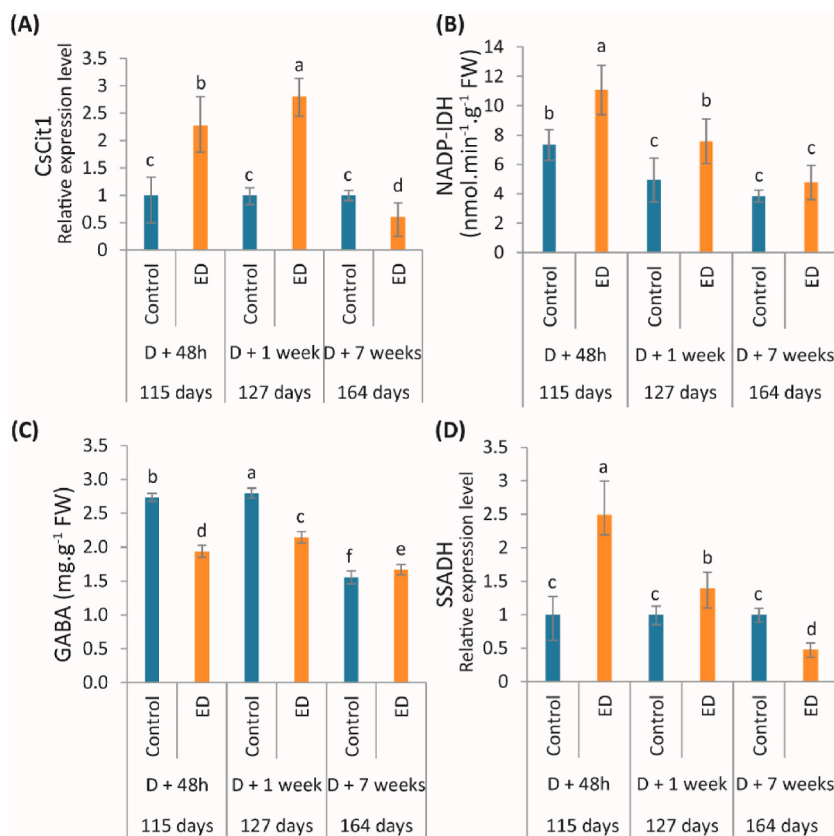 (A)
CsCit1
Relative expression level
3.5
3
2.5
2
1.5
1
0.5
0
c
b
c
a
c
d
Control
ED
Control
ED
Control
ED
D + 48h
D + 1 week
D + 7 weeks
115 days
127 days
164 days
(B)
NADP-IDH
(nmol.min⁻¹.g⁻¹ FW)
14
12
10
8
6
4
2
0
b
a
c
b
c
c
Control
ED
Control
ED
Control
ED
D + 48h
D + 1 week
D + 7 weeks
115 days
127 days
164 days
(C)
GABA (mg.g⁻¹ FW)
3.5
3.0
2.5
2.0
1.5
1.0
0.5
0.0
b
d
a
c
f
e
Control
ED
Control
ED
Control
ED
D + 48h
D + 1 week
D + 7 weeks
115 days
127 days
164 days
(D)
SSADH
Relative expression level
3.5
3
2.5
2
1.5
1
0.5
0
c
a
c
b
c
d
Control
ED
Control
ED
Control
ED
D + 48h
D + 1 week
D + 7 weeks
115 days
127 days
164 days